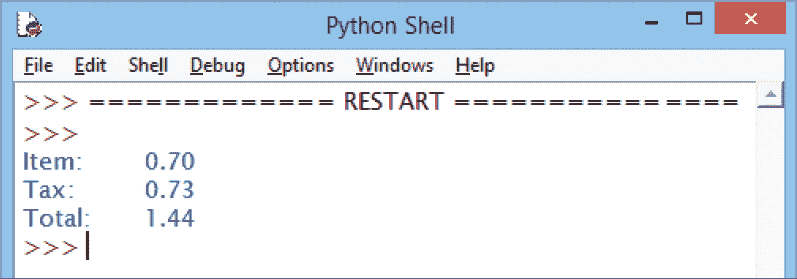 Python Shell
File Edit Shell Debug Options Windows Help
>>> ============= RESTART ===============
>>>
Item: 0.70
Tax: 0.73
Total: 1.44
>>>